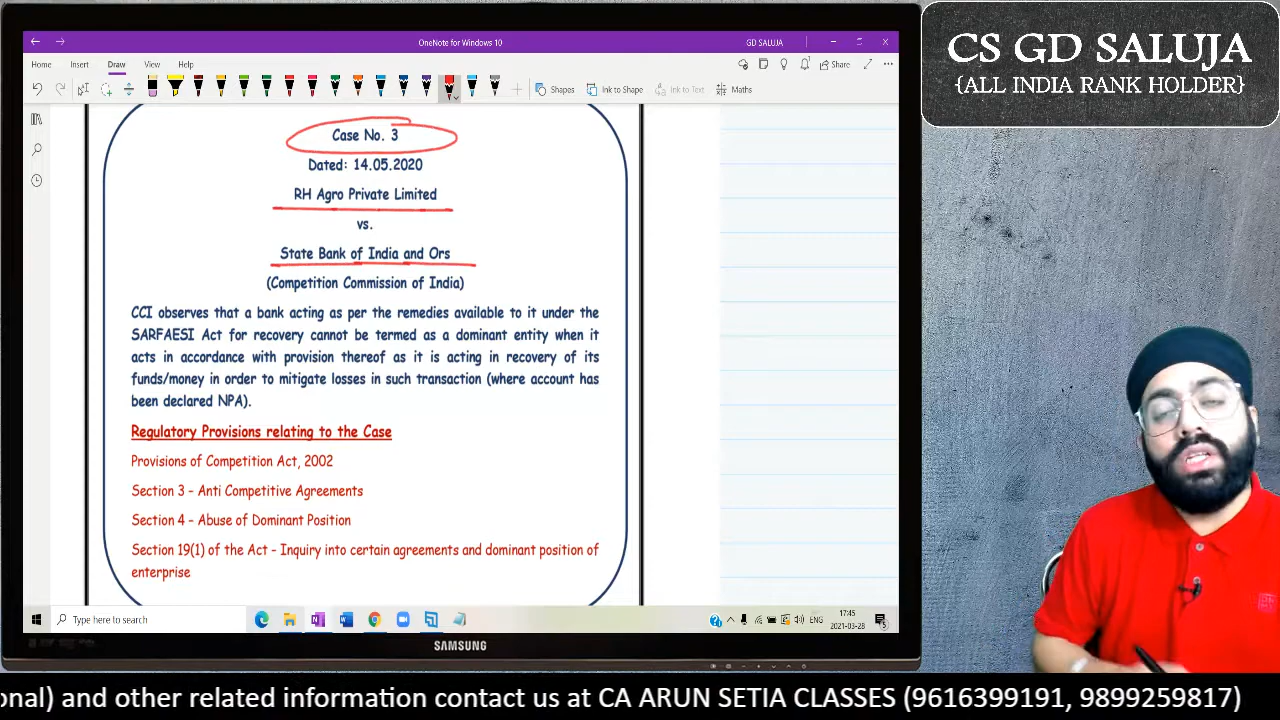 OneNote for Windows 10
GD SALUJA
Home Insert Draw View Help
Share
Shapes
Ink to Shape
Ink to Text
Maths
Case No. 3
Dated: 14.05.2020
RH Agro Private Limited
vs.
State Bank of India and Ors
(Competition Commission of India)
CCI observes that a bank acting as per the remedies available to it under the
SARFAESI Act for recovery cannot be termed as a dominant entity when it
acts in accordance with provision thereof as it is acting in recovery of its
funds/money in order to mitigate losses in such transaction (where account has
been declared NPA).
Regulatory Provisions relating to the Case
Provisions of Competition Act, 2002
Section 3 - Anti Competitive Agreements
Section 4 - Abuse of Dominant Position
Section 19(1) of the Act - Inquiry into certain agreements and dominant position of
enterprise
Type here to search
ENG
17:45
2021-03-28
SAMSUNG
CS GD SALUJA
{ALL INDIA RANK HOLDER}
onal) and other related information contact us at CA ARUN SETIA CLASSES (9616399191, 9899259817)